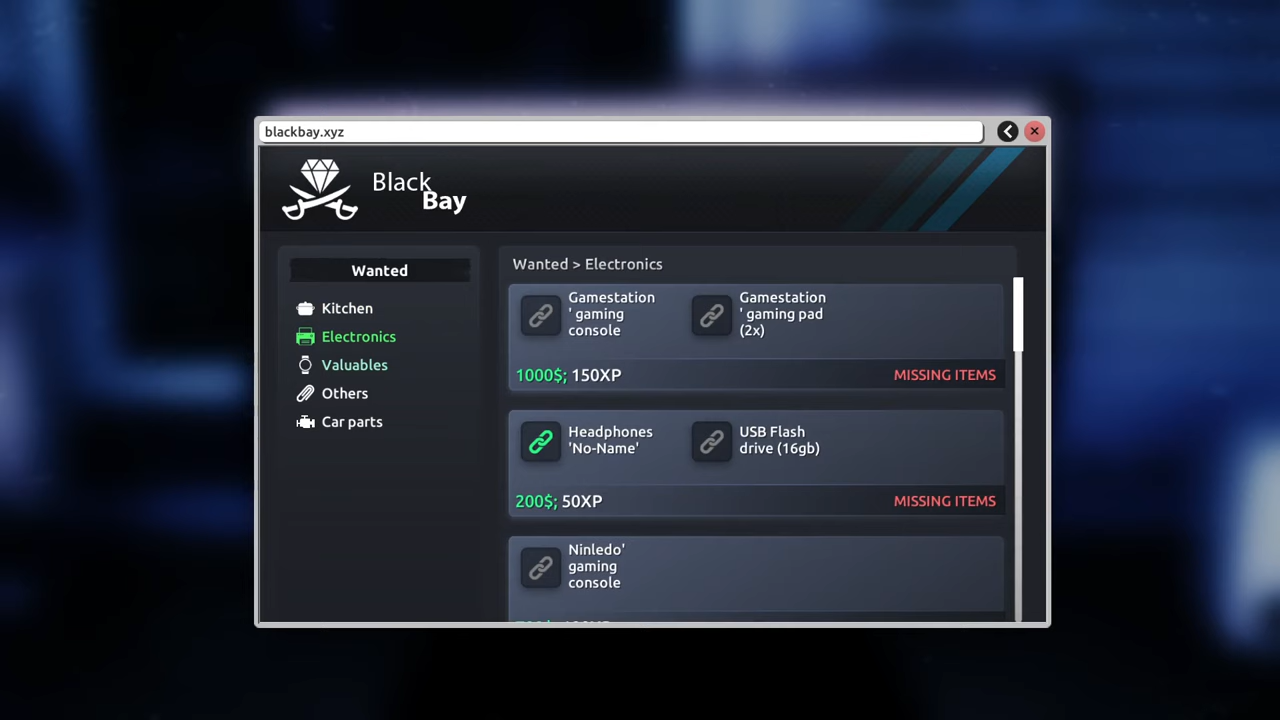 blackbay.xyz
Black
Bay
Wanted
Kitchen
Electronics
Valuables
Others
Car parts
Wanted > Electronics
Gamestation
' gaming
console
Gamestation
' gaming pad
(2x)
1000$; 150XP
MISSING ITEMS
Headphones
'No-Name'
USB Flash
drive (16gb)
200$; 50XP
MISSING ITEMS
Ninledo'
gaming
console